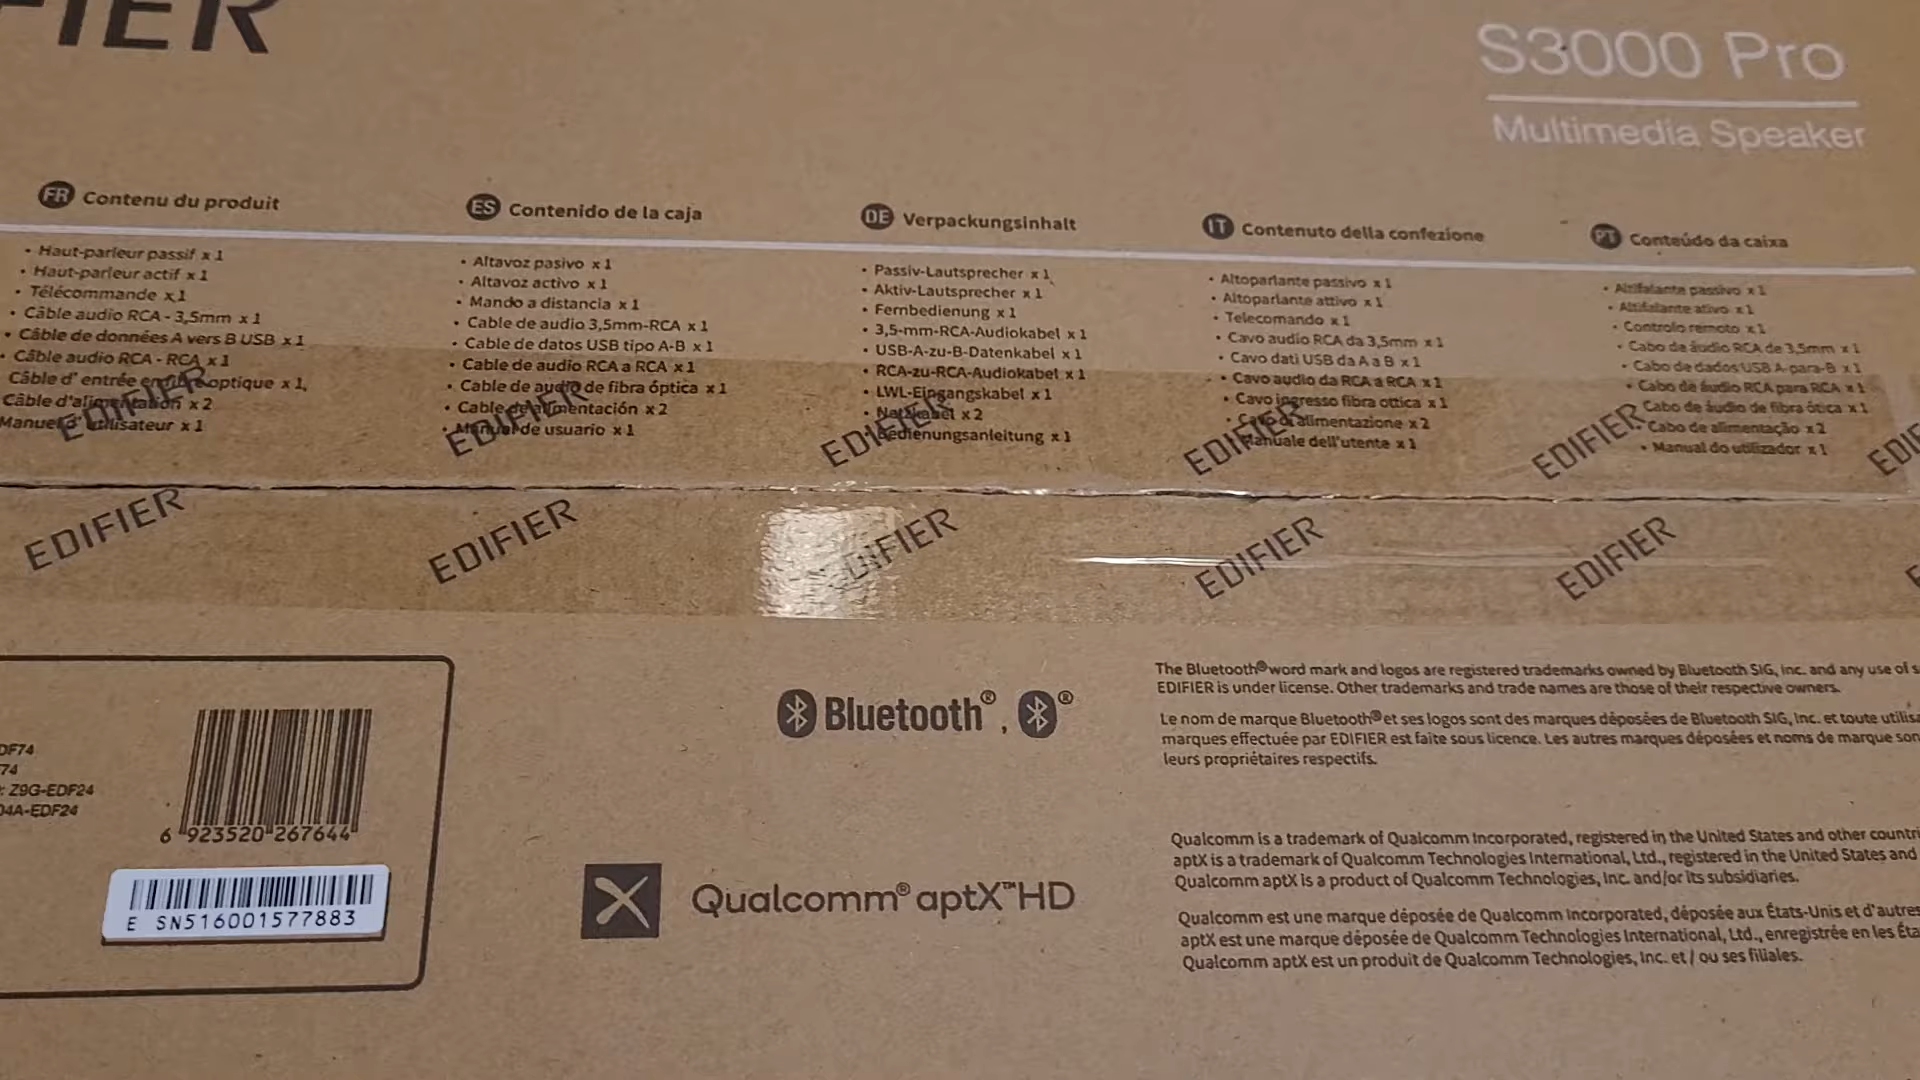 FIER
S3000 Pro
Multimedia Speaker
FR Contenu du produit
• Haut-parleur passif x 1
• Haut-parleur actif x 1
• Télécommande x 1
• Câble audio RCA - 3,5mm x 1
• Câble de données A vers B USB x 1
• Câble audio RCA - RCA x 1
Câble d'entrée en fibre optique x 1,
Câble d'alimentation x 2
Manuel d'utilisateur x 1
ES Contenido de la caja
• Altavoz pasivo x 1
• Altavoz activo x 1
• Mando a distancia x 1
• Cable de audio 3,5mm-RCA x 1
• Cable de datos USB tipo A-B x 1
• Cable de audio RCA a RCA x 1
• Cable de audio de fibra óptica x 1
• Cable de alimentación x 2
• Manual de usuario x 1
DE Verpackungsinhalt
• Passiv-Lautsprecher x 1
• Aktiv-Lautsprecher x 1
• Fernbedienung x 1
• 3,5-mm-RCA-Audiokabel x 1
• USB-A-zu-B-Datenkabel x 1
• RCA-zu-RCA-Audiokabel x 1
• LWL-Eingangskabel x 1
• Netzkabel x 2
Bedienungsanleitung x 1
IT Contenuto della confezione
• Altoparlante passivo x 1
• Altoparlante attivo x 1
• Telecomando x 1
• Cavo audio RCA da 3,5mm x 1
• Cavo dati USB da A a B x 1
• Cavo audio da RCA a RCA x 1
• Cavo ingresso fibra ottica x 1
• Cavo di alimentazione x 2
Manuale dell'utente x 1
PT Conteúdo da caixa
• Altifalante passivo x 1
• Altifalante ativo x 1
• Controlo remoto x 1
• Cabo de áudio RCA de 3,5mm x 1
• Cabo de dados USB A-para-B x 1
• Cabo de áudio RCA para RCA x 1
Cabo de áudio de fibra ótica x 1
Cabo de alimentação x 2
• Manual do utilizador x 1
EDIFIER EDIFIER EDIFIER EDIFIER EDIFIER EDIF
EDIFIER EDIFIER EDIFIER EDIFIER EDIFIER
DF74
74
: Z9G-EDF24
04A-EDF24
6 923520 267644
E SN516001577883
Bluetooth®, ®
Qualcomm® aptX™ HD
The Bluetooth® word mark and logos are registered trademarks owned by Bluetooth SIG, Inc. and any use of s
EDIFIER is under license. Other trademarks and trade names are those of their respective owners.
Le nom de marque Bluetooth® et ses logos sont des marques déposées de Bluetooth SIG, Inc. et toute utilisa
marques effectuée par EDIFIER est faite sous licence. Les autres marques déposées et noms de marque son
leurs propriétaires respectifs.
Qualcomm is a trademark of Qualcomm Incorporated, registered in the United States and other countri
aptX is a trademark of Qualcomm Technologies International, Ltd., registered in the United States and
Qualcomm aptX is a product of Qualcomm Technologies, Inc. and/or its subsidiaries.
Qualcomm est une marque déposée de Qualcomm Incorporated, déposée aux États-Unis et d'autres
aptX est une marque déposée de Qualcomm Technologies International, Ltd., enregistrée en les Éta
Qualcomm aptX est un produit de Qualcomm Technologies, Inc. et / ou ses filiales.